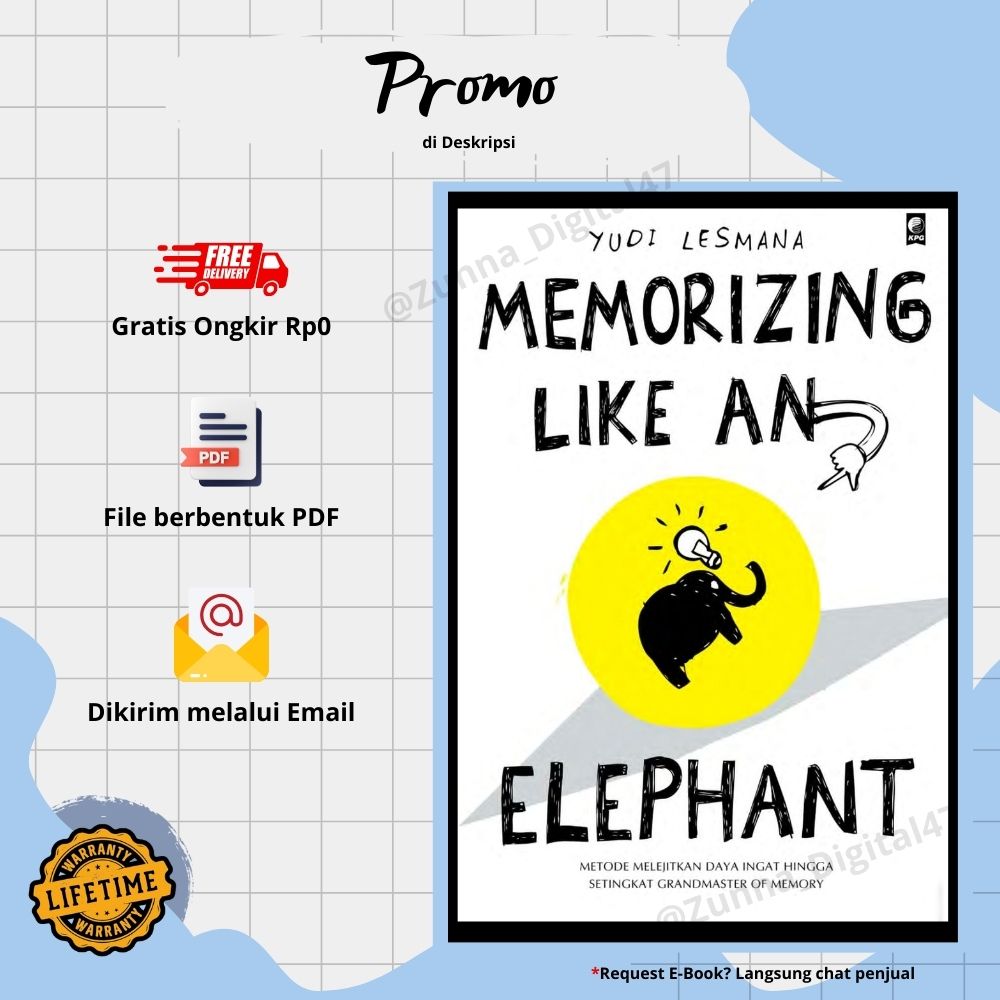 Promo
di Deskripsi
FREE
DELIVERY
Gratis Ongkir Rp0
PDF
File berbentuk PDF
@
Dikirim melalui Email
WARRANTY
LIFETIME
WARRANTY
@Zunna_Digital47
YUDI LESMANA
KPG
MEMORIZING
LIKE AN
ELEPHANT
METODE MELEJITKAN DAYA INGAT HINGGA
SETINGKAT GRANDMASTER OF MEMORY
@Zunna_Digital47
*Request E-Book? Langsung chat penjual